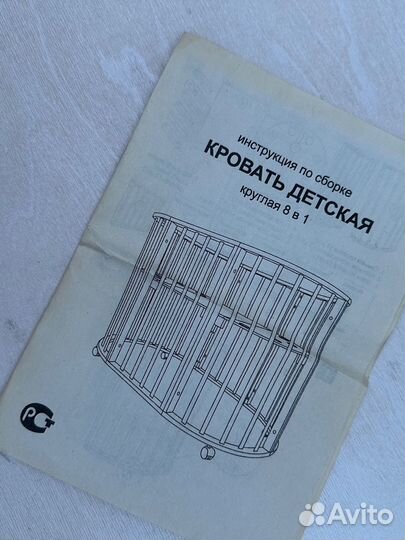 инструкция по сборке
КРОВАТЬ ДЕТСКАЯ
круглая 8 в 1
РСТ
Avito